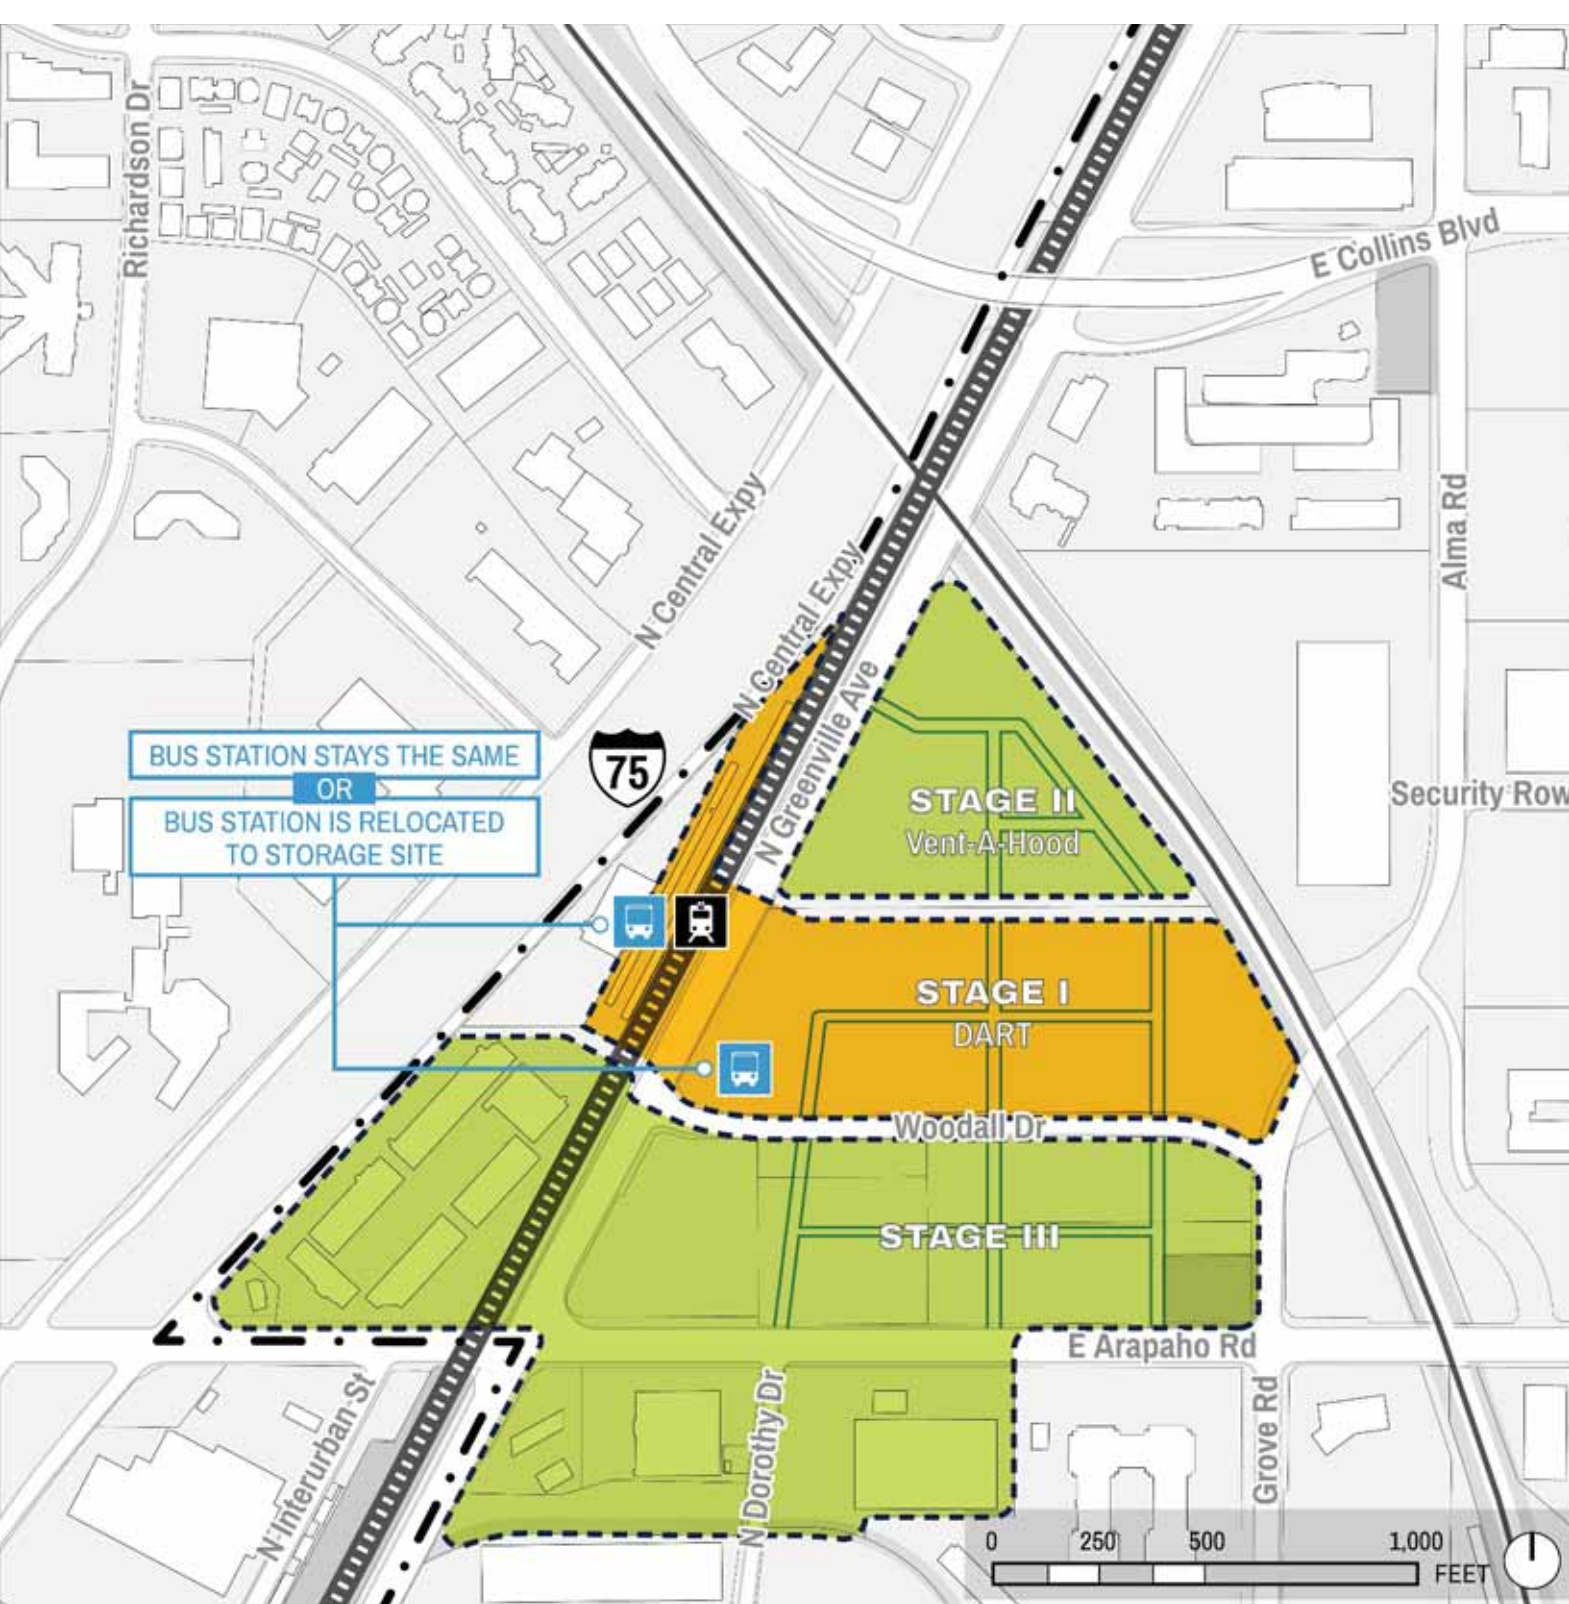 Richardson Dr
E Collins Blvd
N Central Expy
N Central Expy
Alma Rd
N Greenville Ave
BUS STATION STAYS THE SAME
OR
BUS STATION IS RELOCATED
TO STORAGE SITE
75
STAGE II
Vent-A-Hood
Security Row
STAGE I
DART
Woodall Dr
STAGE III
E Arapaho Rd
N Interurban St
N Dorothy Dr
Grove Rd
0 250 500 1,000
FEET